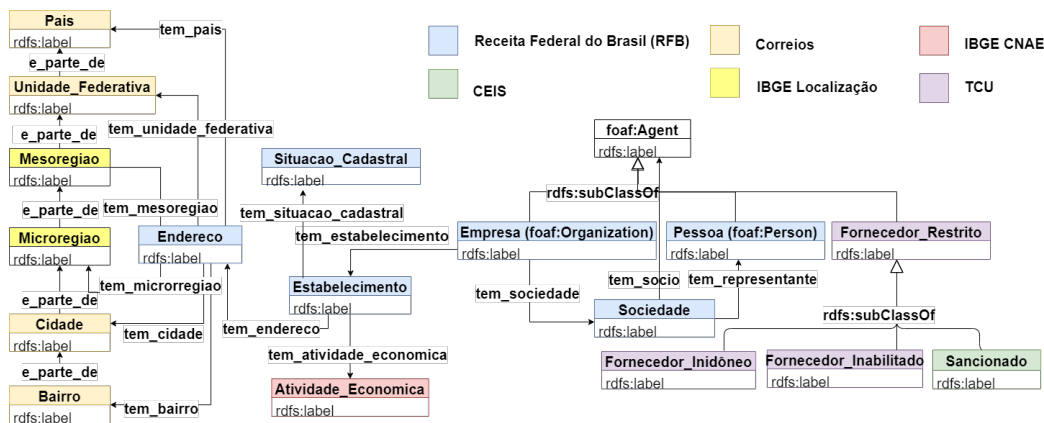 Pais
rdfs:label
tem_pais
e_parte_de
Unidade_Federativa
rdfs:label
tem_unidade_federativa
e_parte_de
Mesoregiao
rdfs:label
e_parte_de
tem_mesoregiao
Microregiao
rdfs:label
Endereco
rdfs:label
tem_microrregiao
e_parte_de
Cidade
rdfs:label
tem_cidade
e_parte_de
Bairro
rdfs:label
tem_bairro
Receita Federal do Brasil (RFB)
Correios
IBGE CNAE
CEIS
IBGE Localização
TCU
Situacao_Cadastral
rdfs:label
tem_situacao_cadastral
tem_estabelecimento
Estabelecimento
rdfs:label
tem_endereco
tem_atividade_economica
Atividade_Economica
rdfs:label
foaf:Agent
rdfs:label
rdfs:subClassOf
Empresa (foaf:Organization)
rdfs:label
Pessoa (foaf:Person)
rdfs:label
Fornecedor_Restrito
rdfs:label
tem_sociedade
tem_socio
tem_representante
Sociedade
rdfs:label
rdfs:subClassOf
Fornecedor_Inidôneo
rdfs:label
Fornecedor_Inabilitado
rdfs:label
Sancionado
rdfs:label